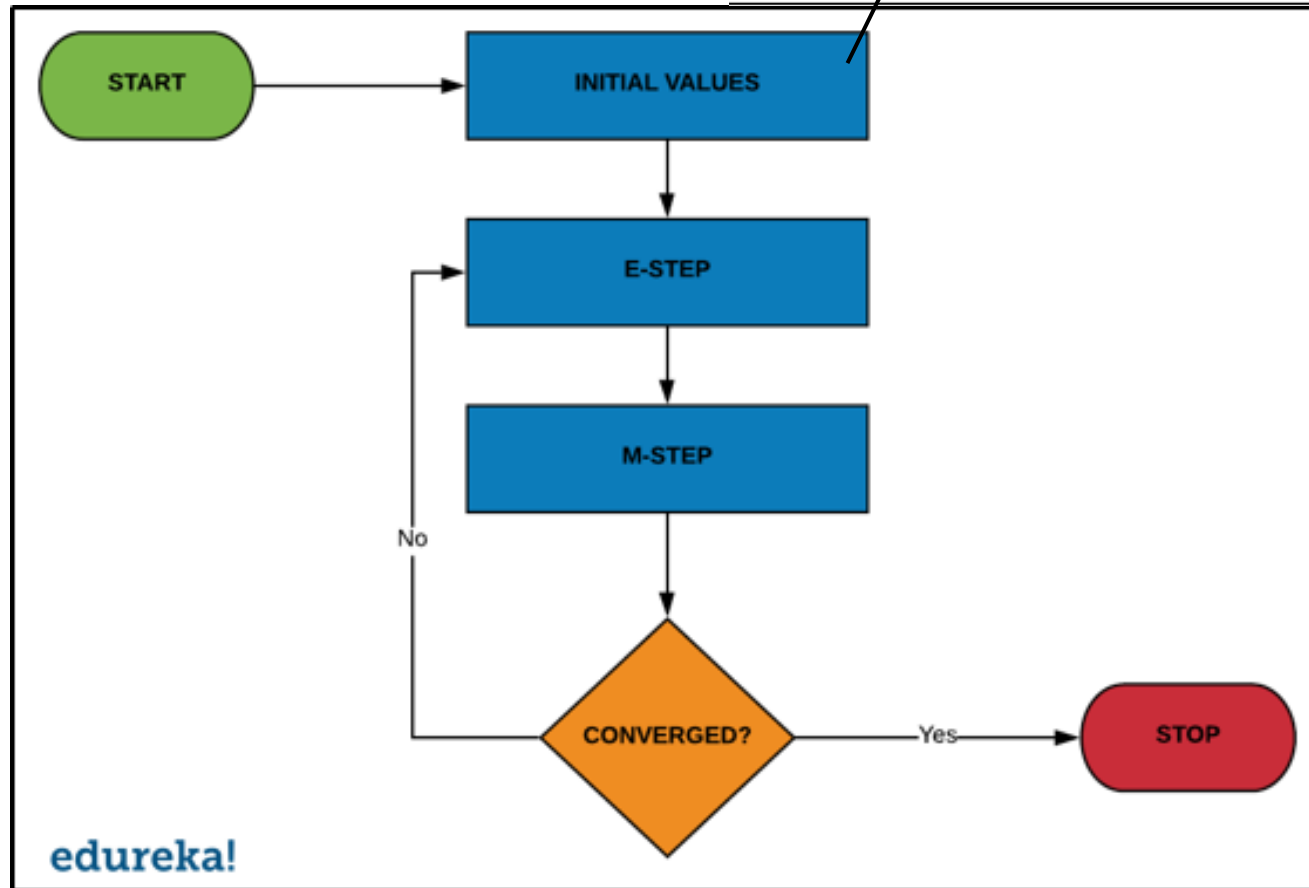 START
INITIAL VALUES
E-STEP
M-STEP
No
CONVERGED?
Yes
STOP
edureka!